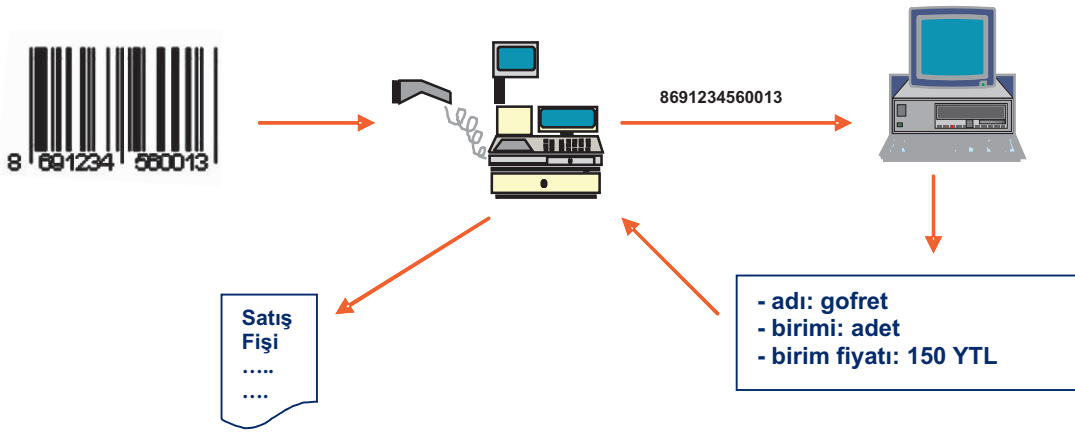 8 691234 560013
8691234560013
- adı: gofret
- birimi: adet
- birim fiyatı: 150 YTL
Satış
Fişi
.....
....